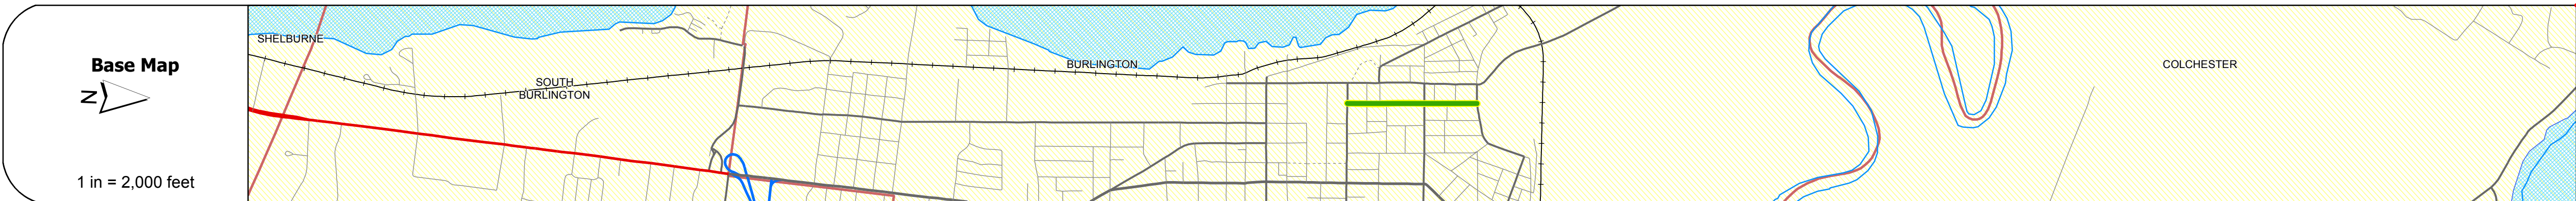 Base Map
N
1 in = 2,000 feet
SHELBURNE
SOUTH
BURLINGTON
BURLINGTON
COLCHESTER